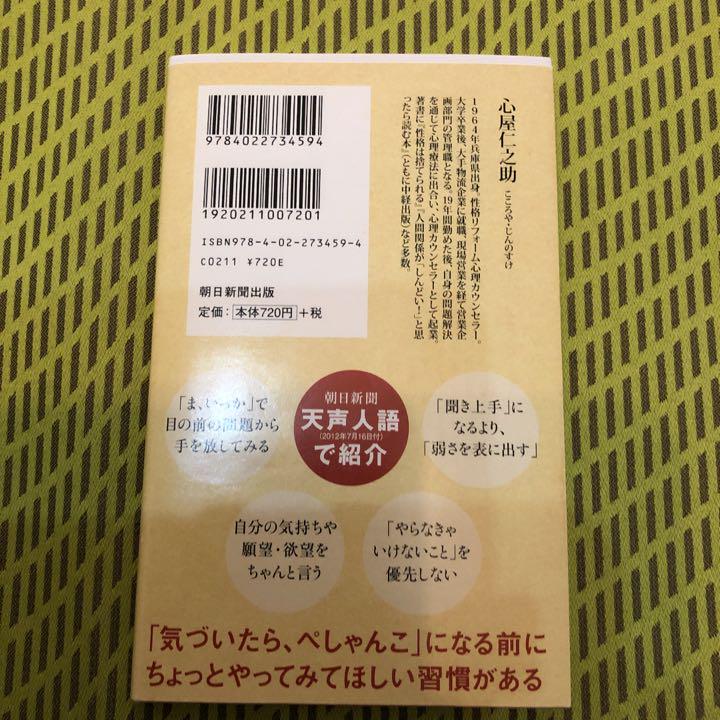 心屋仁之助 こころや・じんのすけ
1964年兵庫県出身。性格リフォーム心理カウンセラー。
大学卒業後、大手物流企業に就職、現場営業を経て営業企
画部門の管理職となる。19年間勤めた後、自身の問題解決
を通じて心理療法に出合い、心理カウンセラーとして起業。
著書に『性格は捨てられる』『人間関係が「しんどい!」と思
ったら読む本』(ともに中経出版)など多数。
9784022734594
1920211007201
ISBN978-4-02-273459-4
C0211 ¥720E
朝日新聞出版
定価:本体720円+税
「ま、いっか」で
目の前の問題から
手を放してみる
朝日新聞
天声人語
(2012年7月16日付)
で紹介
「聞き上手」に
なるより、
「弱さを表に出す」
自分の気持ちや
願望・欲望を
ちゃんと言う
「やらなきゃ
いけないこと」を
優先しない
「気づいたら、ぺしゃんこ」になる前に
ちょっとやってみてほしい習慣がある